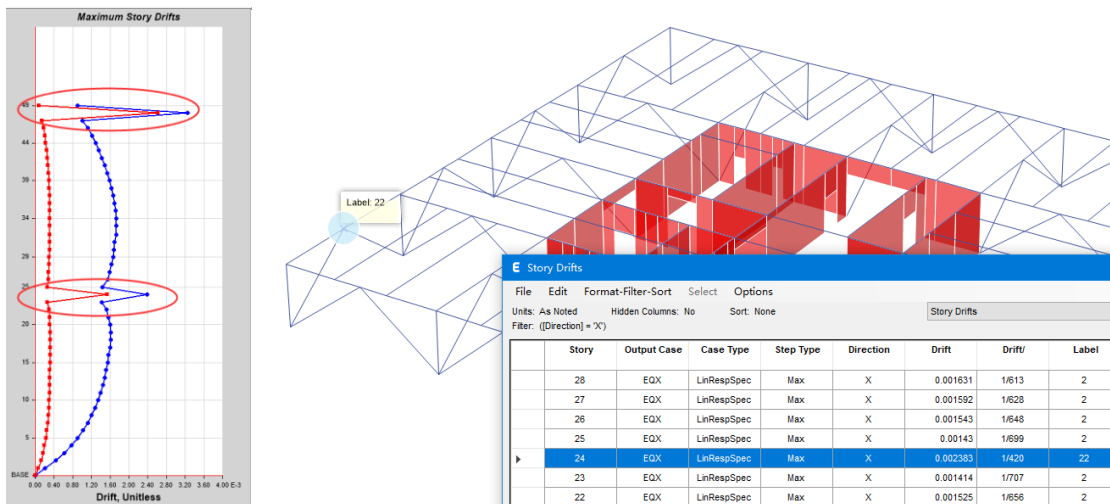 Maximum Story Drifts
49
44
39
34
29
25
20
15
10
5
BASE
0.00 0.40 0.80 1.20 1.60 2.00 2.40 2.80 3.20 3.60 4.00 E-3
Drift, Unitless
Label: 22
E Story Drifts
File Edit Format-Filter-Sort Select Options
Units: As Noted Hidden Columns: No Sort: None Story Drifts
Filter: ([Direction] = 'X')
Story Output Case Case Type Step Type Direction Drift Drift/ Label
28 EQX LinRespSpec Max X 0.001631 1/613 2
27 EQX LinRespSpec Max X 0.001592 1/628 2
26 EQX LinRespSpec Max X 0.001543 1/648 2
25 EQX LinRespSpec Max X 0.00143 1/699 2
24 EQX LinRespSpec Max X 0.002383 1/420 22
23 EQX LinRespSpec Max X 0.001414 1/707 2
22 EQX LinRespSpec Max X 0.001525 1/656 2